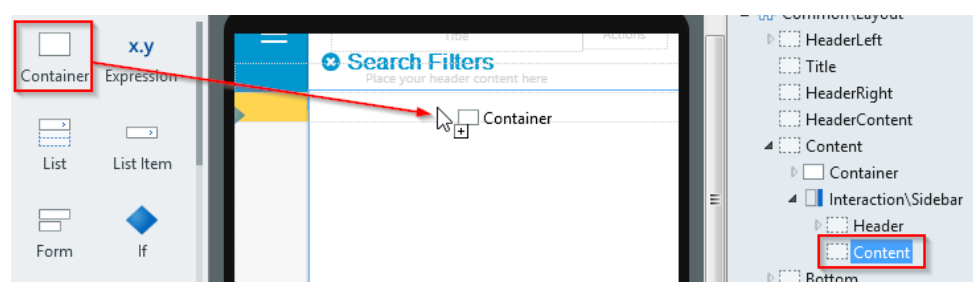 Container
x.y
Expression
List
List Item
Form
If
Title
Actions
Search Filters
Place your header content here
Container
Common\Layout
HeaderLeft
Title
HeaderRight
HeaderContent
Content
Container
Interaction\Sidebar
Header
Content
Bottom